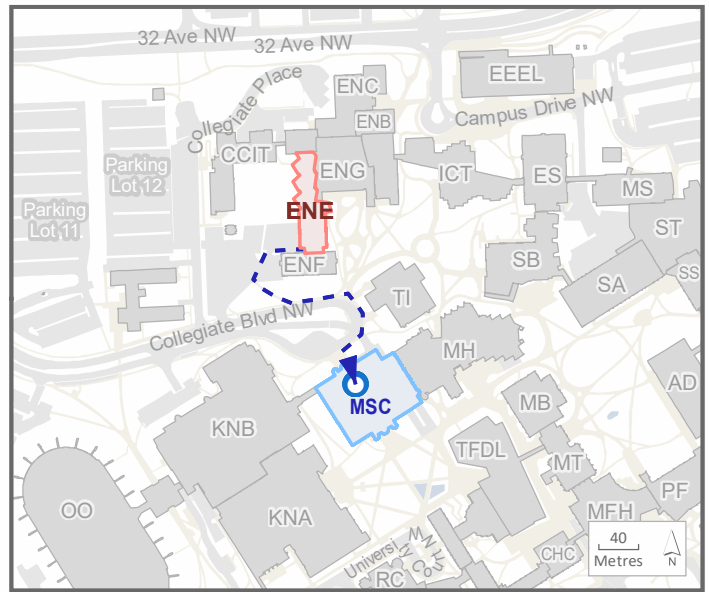 32 Ave NW
32 Ave NW
EEEL
ENC
Collegiate Place
Campus Drive NW
ENB
CCIT
Parking
Lot 12
ENG
ICT
ES
MS
ENE
Parking
Lot 11
ST
ENF
SB
SS
SA
TI
Collegiate Blvd NW
MH
AD
MSC
MB
KNB
TFDL
MT
PF
OO
KNA
MFH
40
Metres
N
CHC
RC